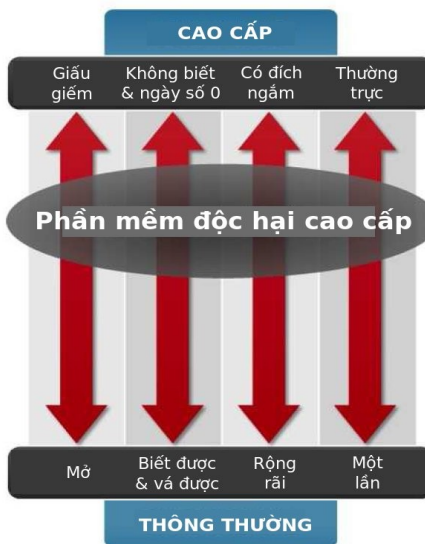 CAO CẤP
Giấu giếm
Không biết & ngày số 0
Có đích ngắm
Thường trực
Phần mềm độc hại cao cấp
Mở
Biết được & vá được
Rộng rãi
Một lần
THÔNG THƯỜNG